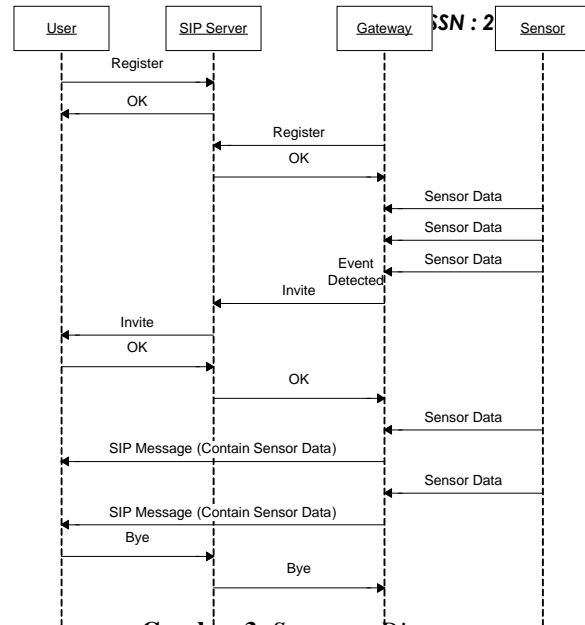 User
SIP Server
Gateway
SSN : 2
Sensor
Register
OK
Register
OK
Sensor Data
Sensor Data
Event
Detected
Sensor Data
Invite
Invite
OK
OK
Sensor Data
SIP Message (Contain Sensor Data)
Sensor Data
SIP Message (Contain Sensor Data)
Bye
Bye